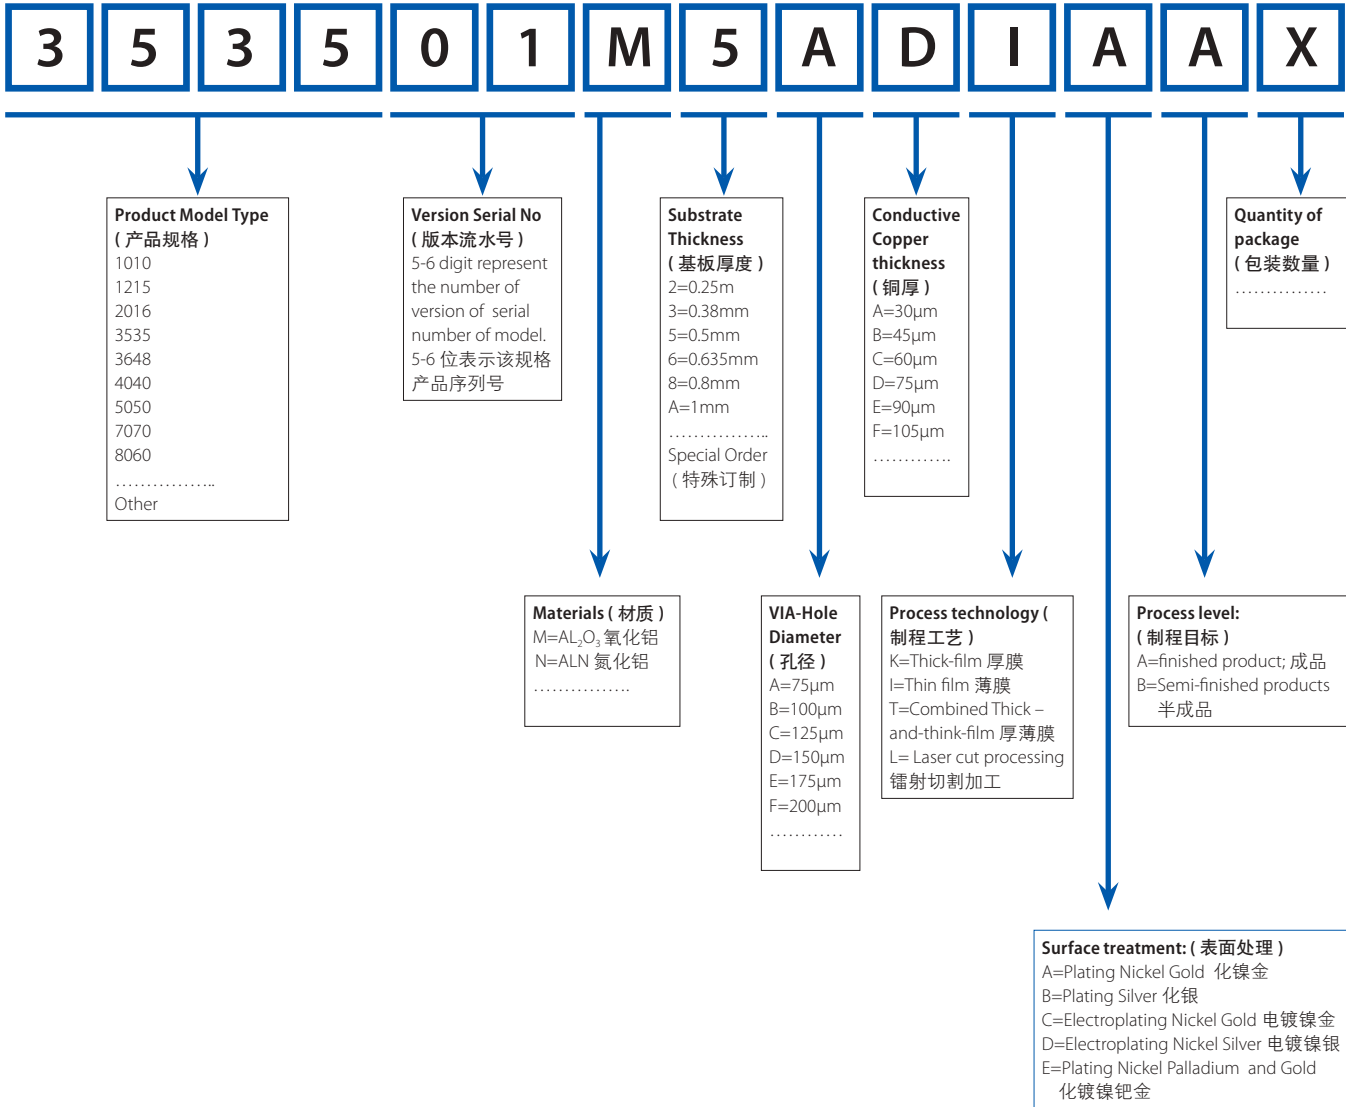 3 5 3 5 0 1 M 5 A D I A A X
Product Model Type
( 产品规格 )
1010
1215
2016
3535
3648
4040
5050
7070
8060
……………..
Other
Version Serial No
( 版本流水号 )
5-6 digit represent
the number of
version of serial
number of model.
5-6 位表示该规格
产品序列号
Substrate
Thickness
( 基板厚度 )
2=0.25m
3=0.38mm
5=0.5mm
6=0.635mm
8=0.8mm
A=1mm
……………..
Special Order
( 特殊订制 )
Conductive
Copper
thickness
( 铜厚 )
A=30μm
B=45μm
C=60μm
D=75μm
E=90μm
F=105μm
………….
Quantity of
package
( 包装数量 )
……………
Materials ( 材质 )
M=AL₂O₃ 氧化铝
N=ALN 氮化铝
…………….
VIA-Hole
Diameter
( 孔径 )
A=75μm
B=100μm
C=125μm
D=150μm
E=175μm
F=200μm
…………
Process technology (
制程工艺 )
K=Thick-film 厚膜
I=Thin film 薄膜
T=Combined Thick –
and-think-film 厚薄膜
L= Laser cut processing
镭射切割加工
Process level:
( 制程目标 )
A=finished product; 成品
B=Semi-finished products
半成品
Surface treatment: ( 表面处理 )
A=Plating Nickel Gold 化镍金
B=Plating Silver 化银
C=Electroplating Nickel Gold 电镀镍金
D=Electroplating Nickel Silver 电镀镍银
E=Plating Nickel Palladium and Gold
化镀镍钯金